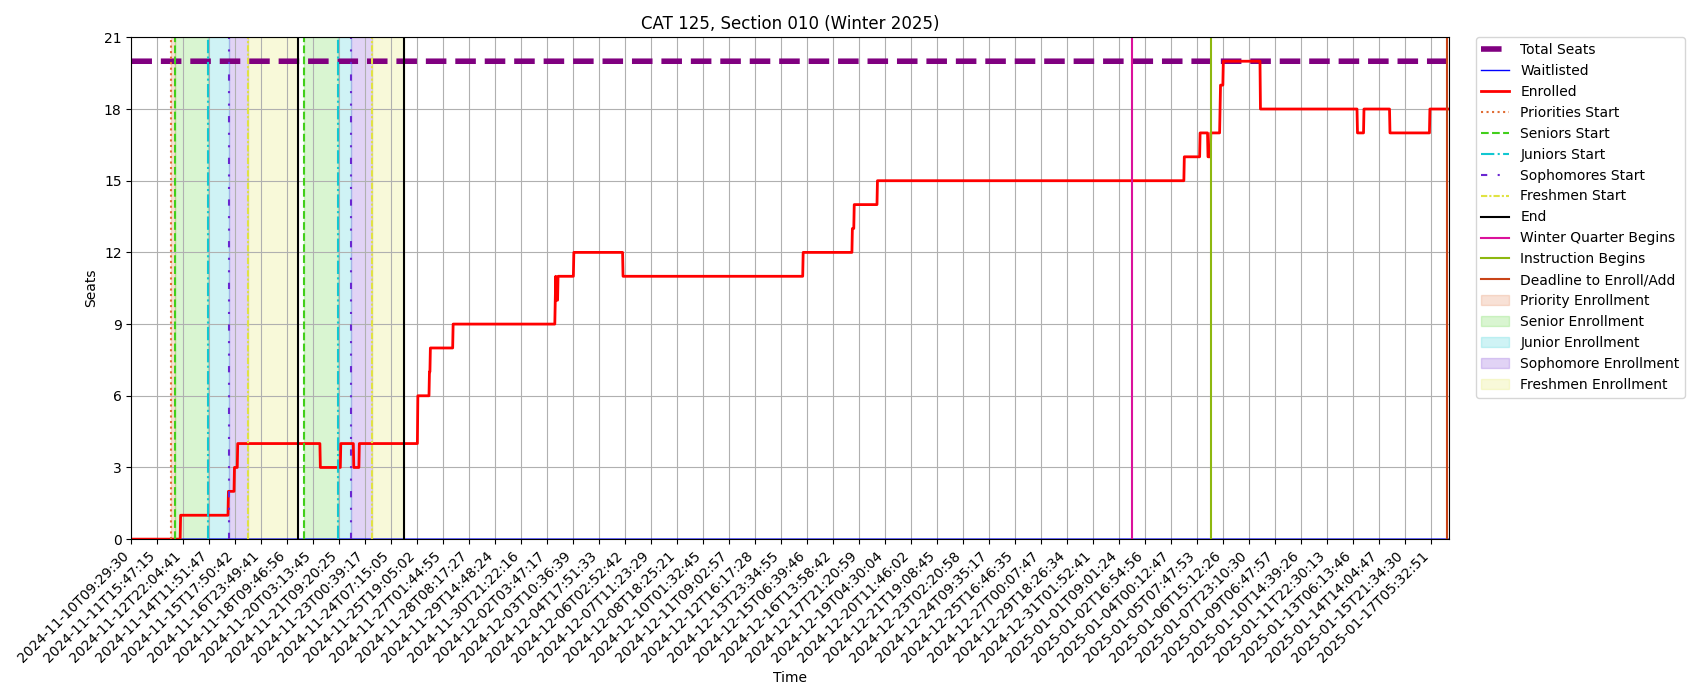 CAT 125, Section 010 (Winter 2025)
21
18
15
12
9
6
3
0
Seats
Total Seats
Waitlisted
Enrolled
Priorities Start
Seniors Start
Juniors Start
Sophomores Start
Freshmen Start
End
Winter Quarter Begins
Instruction Begins
Deadline to Enroll/Add
Priority Enrollment
Senior Enrollment
Junior Enrollment
Sophomore Enrollment
Freshmen Enrollment
2024-11-10T09:29:30
2024-11-11T15:47:15
2024-11-12T22:04:41
2024-11-14T11:51:47
2024-11-15T17:50:42
2024-11-16T23:49:41
2024-11-18T09:46:56
2024-11-20T03:13:45
2024-11-21T09:20:25
2024-11-23T00:39:17
2024-11-24T07:15:05
2024-11-25T19:05:02
2024-11-27T01:44:55
2024-11-28T08:17:27
2024-11-29T14:48:24
2024-11-30T21:22:16
2024-12-02T03:47:17
2024-12-03T10:36:39
2024-12-04T17:51:33
2024-12-06T02:52:42
2024-12-07T11:23:29
2024-12-08T18:25:21
2024-12-10T01:32:45
2024-12-11T09:02:57
2024-12-12T16:17:28
2024-12-13T23:34:55
2024-12-15T06:39:46
2024-12-16T13:58:42
2024-12-17T21:20:59
2024-12-19T04:30:04
2024-12-20T11:46:02
2024-12-21T19:08:45
2024-12-23T02:20:58
2024-12-24T09:35:17
2024-12-25T16:46:35
2024-12-27T00:07:47
2024-12-29T18:26:34
2024-12-31T01:52:41
2025-01-01T09:01:24
2025-01-02T16:54:56
2025-01-04T00:12:47
2025-01-05T07:47:53
2025-01-06T15:12:26
2025-01-07T23:10:30
2025-01-09T06:47:57
2025-01-10T14:39:26
2025-01-11T22:30:13
2025-01-13T06:13:46
2025-01-14T14:04:47
2025-01-15T21:34:30
2025-01-17T05:32:51
Time